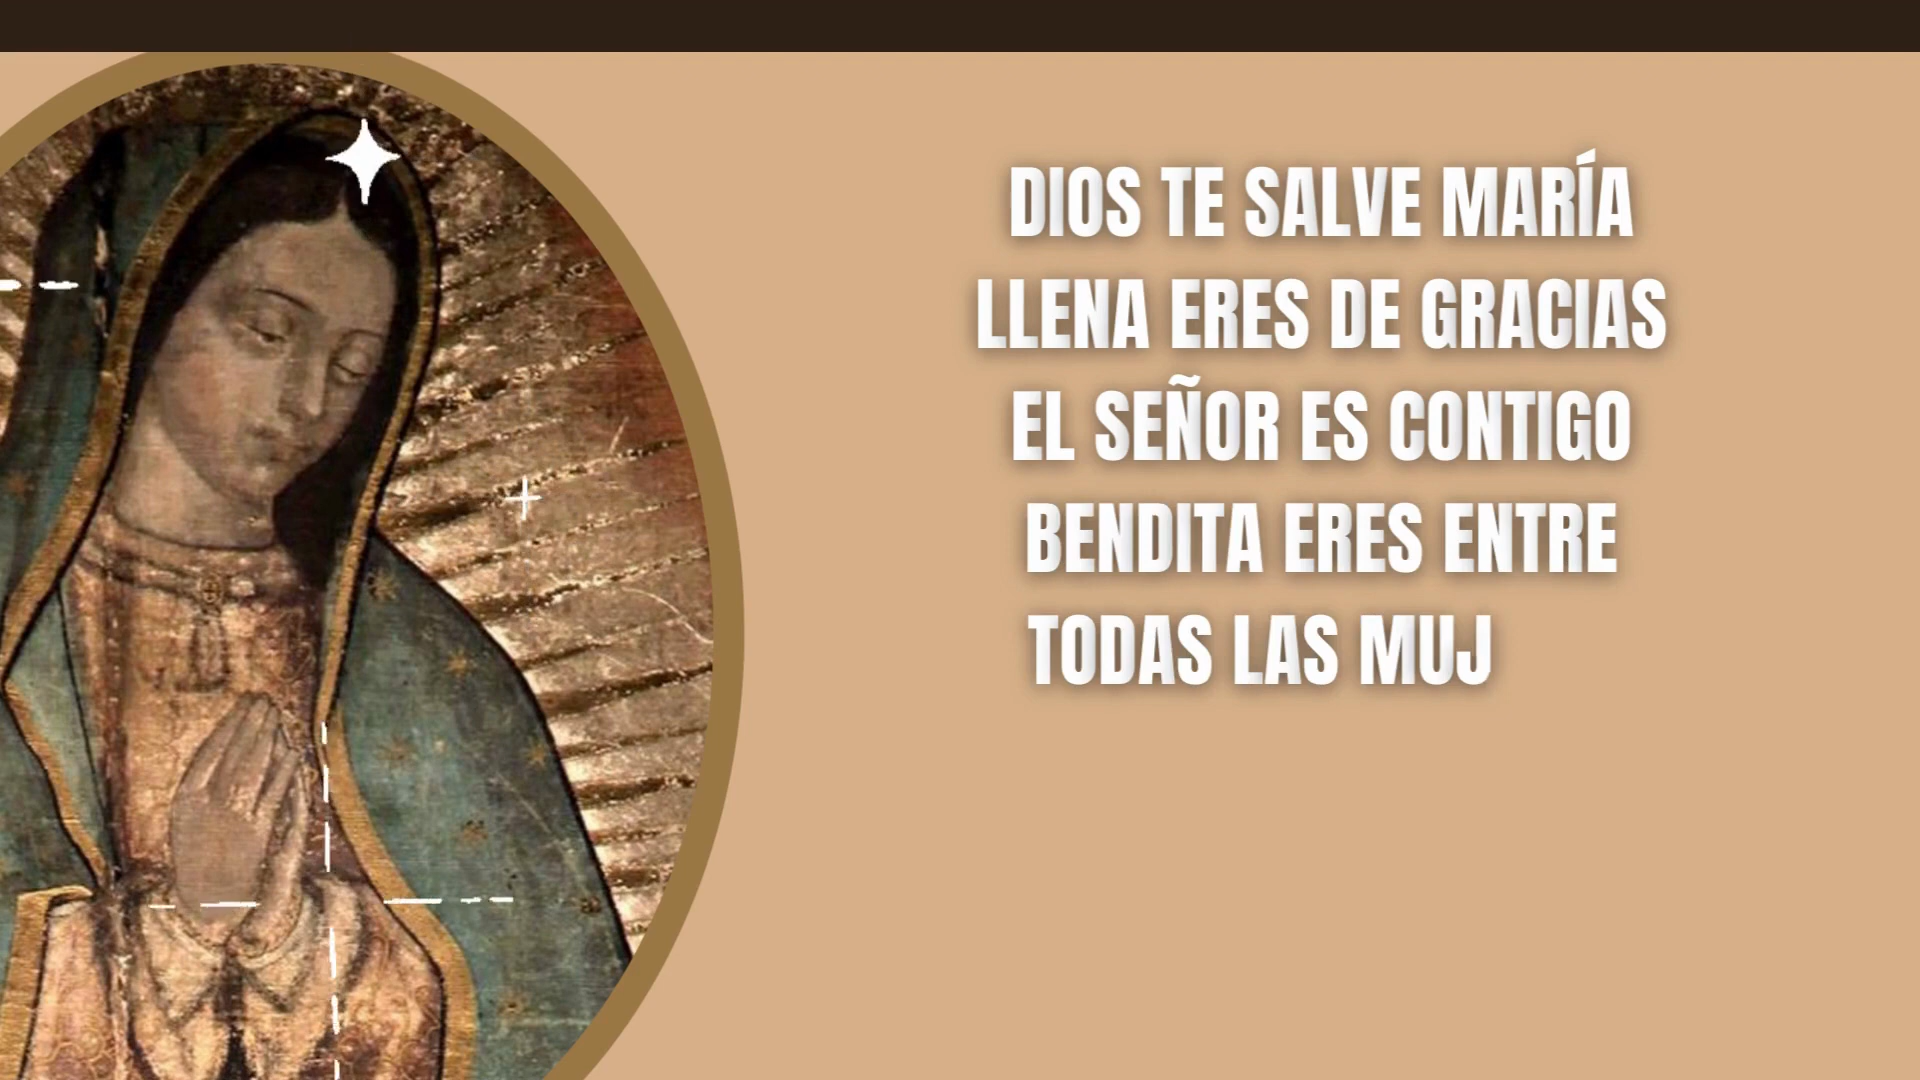 DIOS TE SALVE MARÍA
LLENA ERES DE GRACIAS
EL SEÑOR ES CONTIGO
BENDITA ERES ENTRE
TODAS LAS MUJ